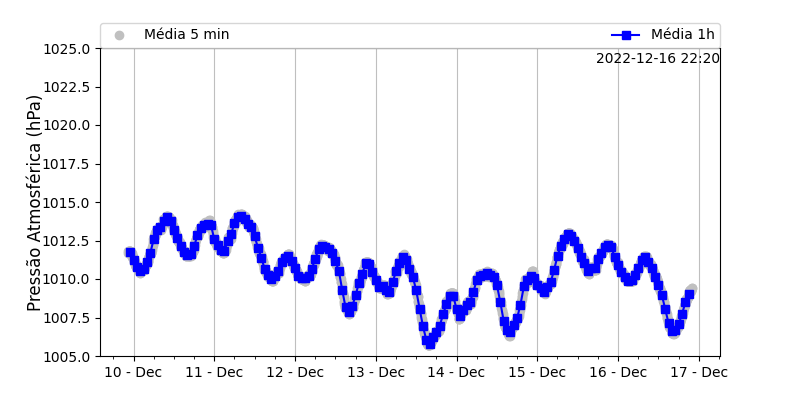 Média 5 min
Média 1h
2022-12-16 22:20
Pressão Atmosférica (hPa)
1025.0
1022.5
1020.0
1017.5
1015.0
1012.5
1010.0
1007.5
1005.0
10 - Dec
11 - Dec
12 - Dec
13 - Dec
14 - Dec
15 - Dec
16 - Dec
17 - Dec